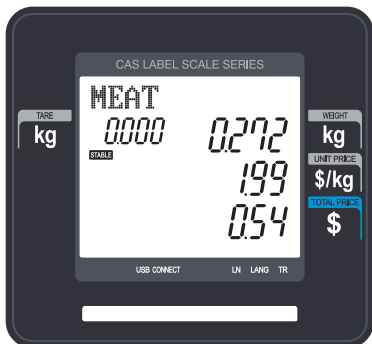 CAS LABEL SCALE SERIES
MEAT
TARE
kg
0.000
STABLE
0.272
1.99
0.54
WEIGHT
kg
UNIT PRICE
$/kg
TOTAL PRICE
$
USB CONNECT LN LANG TR